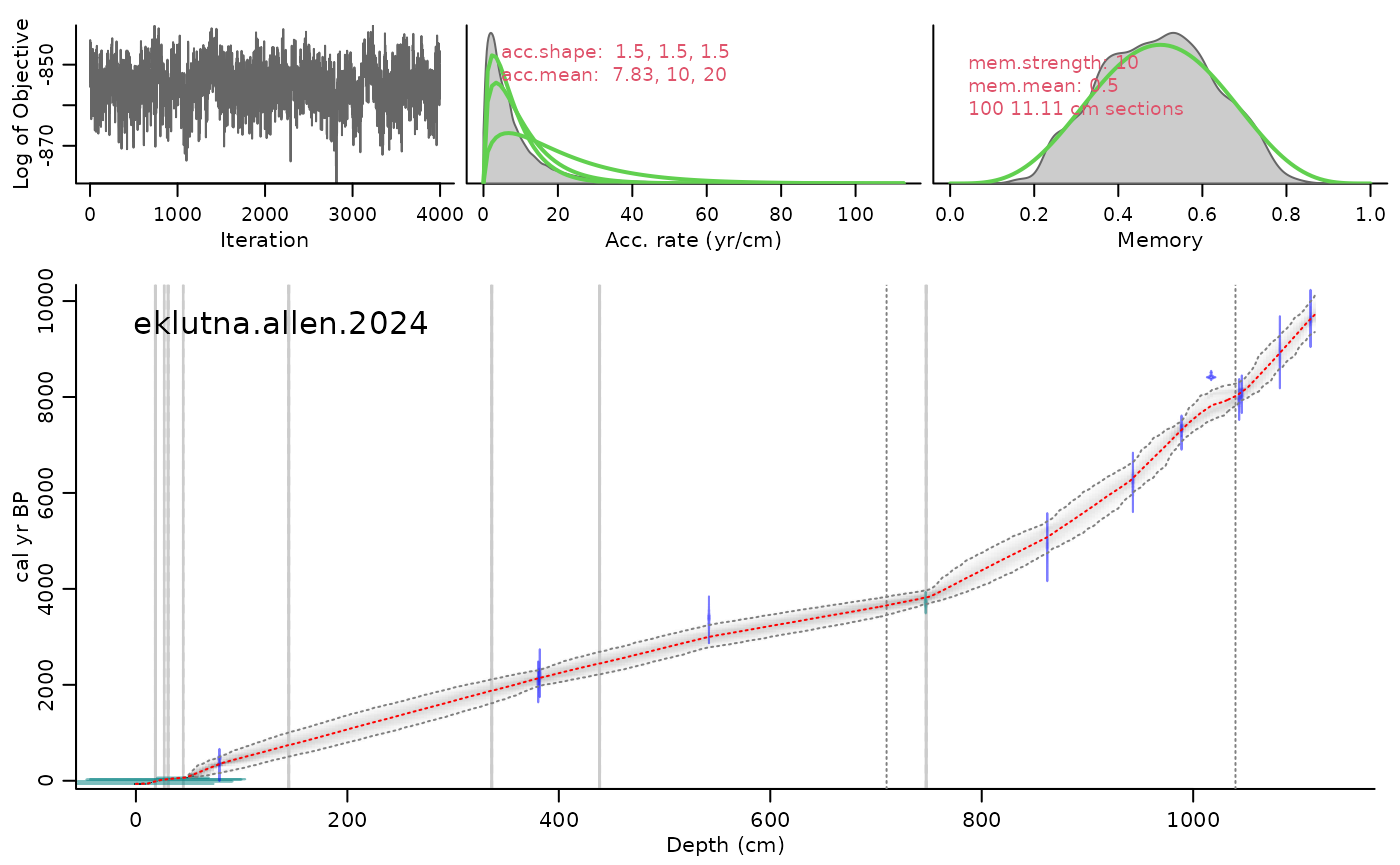 Log of Objective
-850
-870
0 1000 2000 3000 4000
Iteration
acc.shape: 1.5, 1.5, 1.5
acc.mean: 7.83, 10, 20
0 20 40 60 80 100
Acc. rate (yr/cm)
mem.strength: 10
mem.mean: 0.5
100 11.11 cm sections
0.0 0.2 0.4 0.6 0.8 1.0
Memory
eklutna.allen.2024
cal yr BP
10000
8000
6000
4000
2000
0
0 200 400 600 800 1000
Depth (cm)